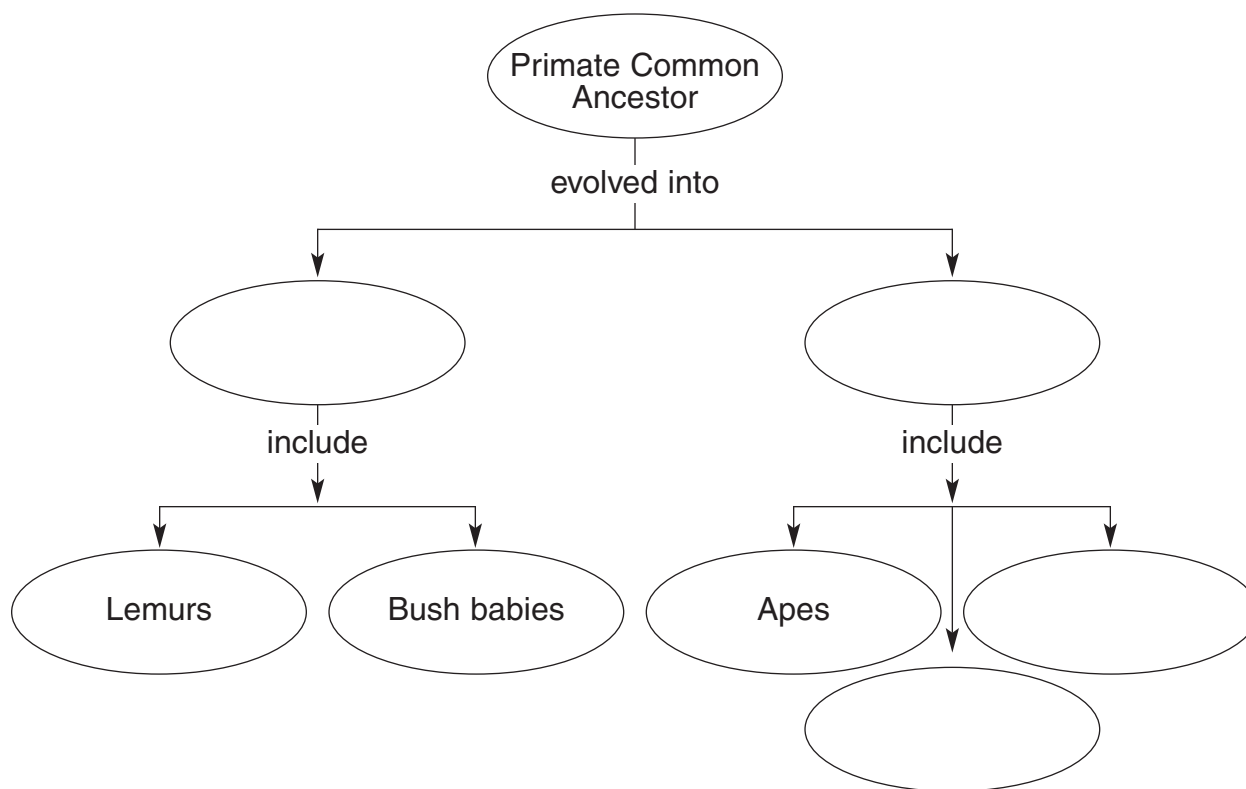 Primate Common
Ancestor
evolved into
include
include
Lemurs
Bush babies
Apes